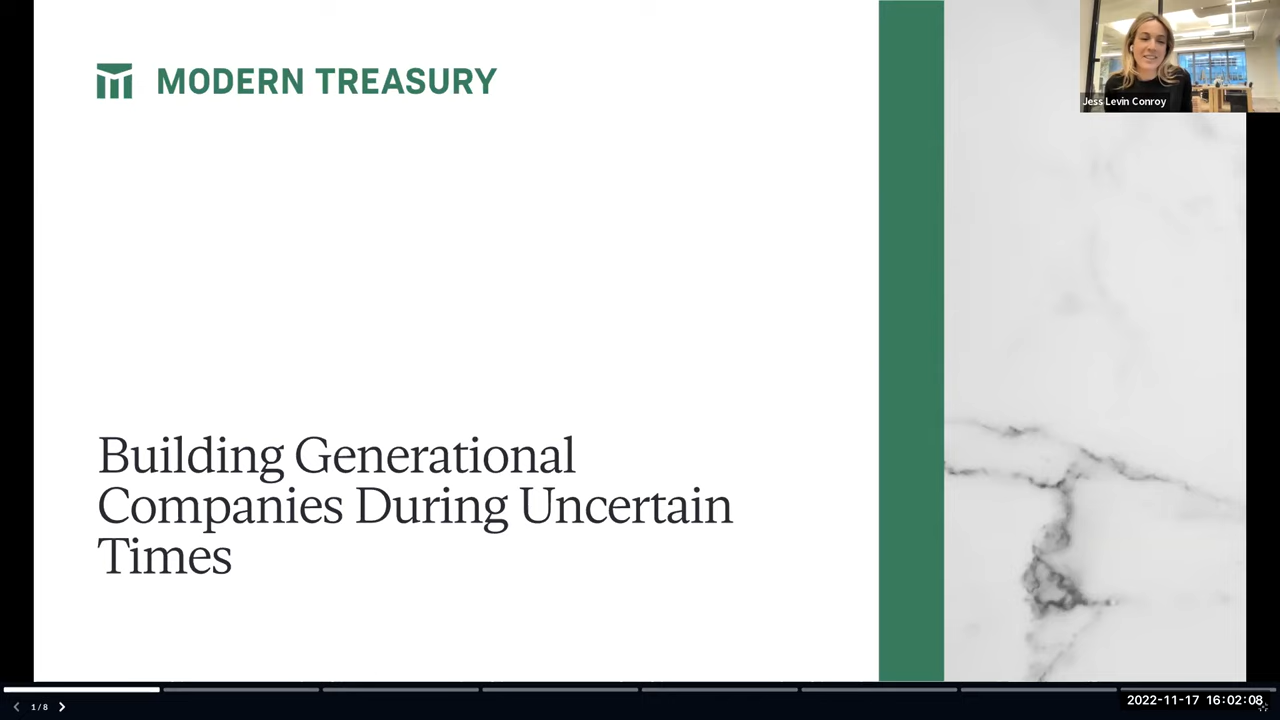 MODERN TREASURY
Jess Levin Conroy
Building Generational
Companies During Uncertain
Times
1 / 8
2022-11-17 16:02:08